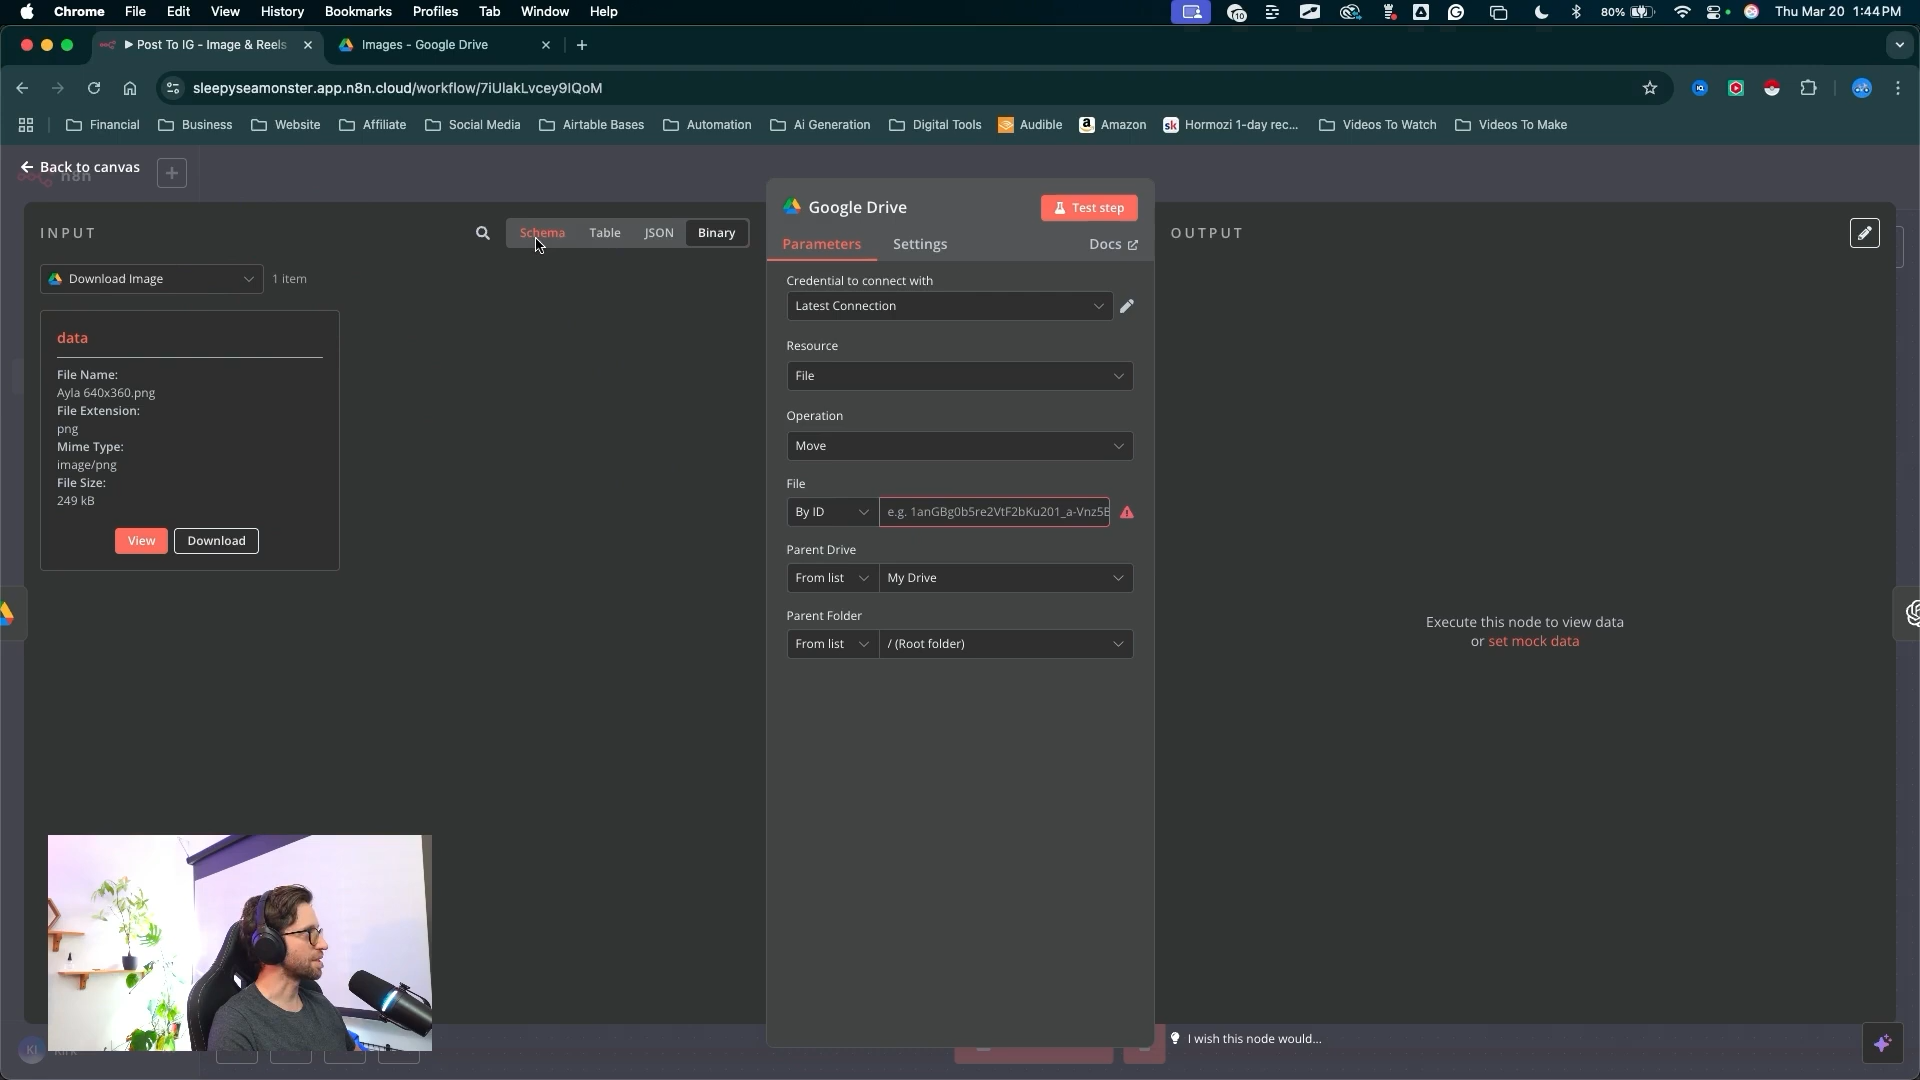 Chrome File Edit View History Bookmarks Profiles Tab Window Help
10
80%
Thu Mar 20 1:44 PM
Post To IG - Image & Reels
Images - Google Drive
sleepyseamonster.app.n8n.cloud/workflow/7iUlakLvcey9IQoM
Financial Business Website Affiliate Social Media Airtable Bases Automation Ai Generation Digital Tools Audible Amazon Hormozi 1-day rec... Videos To Watch Videos To Make
Back to canvas
n8n
INPUT
Schema Table JSON Binary
Download Image
1 item
data
File Name:
Ayla 640x360.png
File Extension:
png
Mime Type:
image/png
File Size:
249 kB
View
Download
Google Drive
Test step
Parameters Settings Docs
Credential to connect with
Latest Connection
Resource
File
Operation
Move
File
By ID
e.g. 1anGBg0b5re2VtF2bKu201_a-Vnz5B
Parent Drive
From list
My Drive
Parent Folder
From list
/ (Root folder)
OUTPUT
Execute this node to view data
or set mock data
I wish this node would...
KI